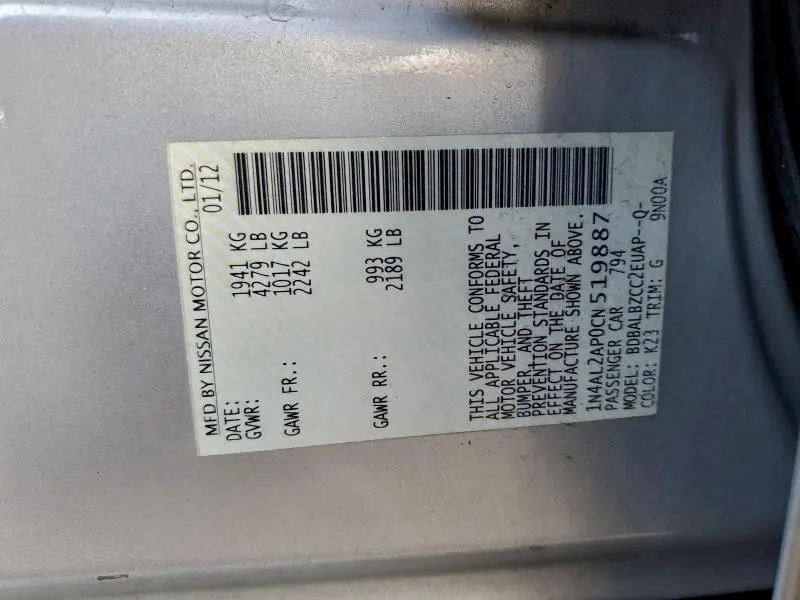 MFD BY NISSAN MOTOR CO., LTD.
DATE: 01/12
GVWR: 1941 KG
4279 LB
GAWR FR.: 1017 KG
2242 LB
GAWR RR.: 993 KG
2189 LB
THIS VEHICLE CONFORMS TO
ALL APPLICABLE FEDERAL
MOTOR VEHICLE SAFETY,
BUMPER, AND THEFT
PREVENTION STANDARDS IN
EFFECT ON THE DATE OF
MANUFACTURE SHOWN ABOVE.
1N4AL2AP0CN519887
PASSENGER CAR 794
MODEL: BDBALBZCC2EUAP--Q-
COLOR: K23 TRIM: G 9N00A